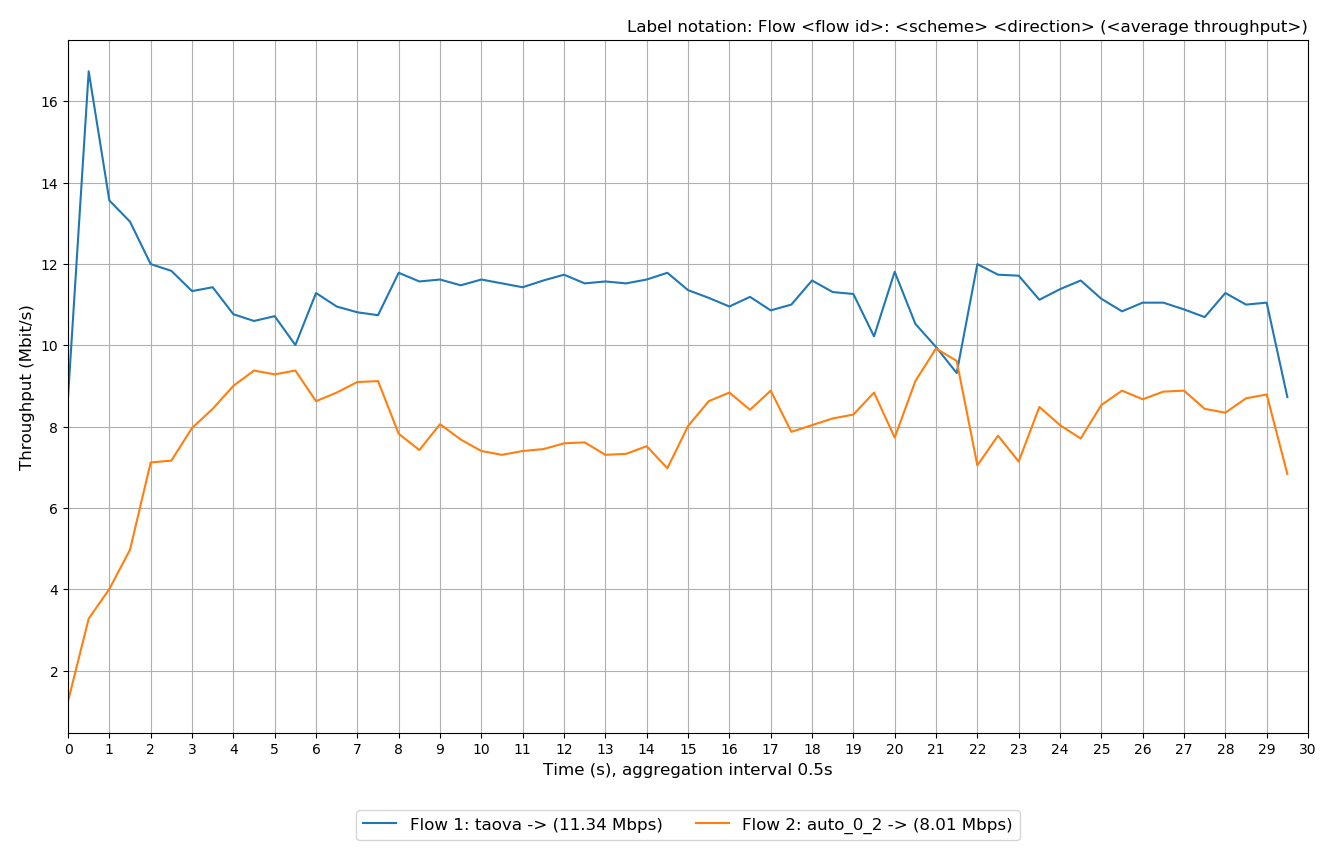 Label notation: Flow <flow id>: <scheme> <direction> (<average throughput>)
Throughput (Mbit/s)
16
14
12
10
8
6
4
2
0 1 2 3 4 5 6 7 8 9 10 11 12 13 14 15 16 17 18 19 20 21 22 23 24 25 26 27 28 29 30
Time (s), aggregation interval 0.5s
Flow 1: taova -> (11.34 Mbps) Flow 2: auto_0_2 -> (8.01 Mbps)